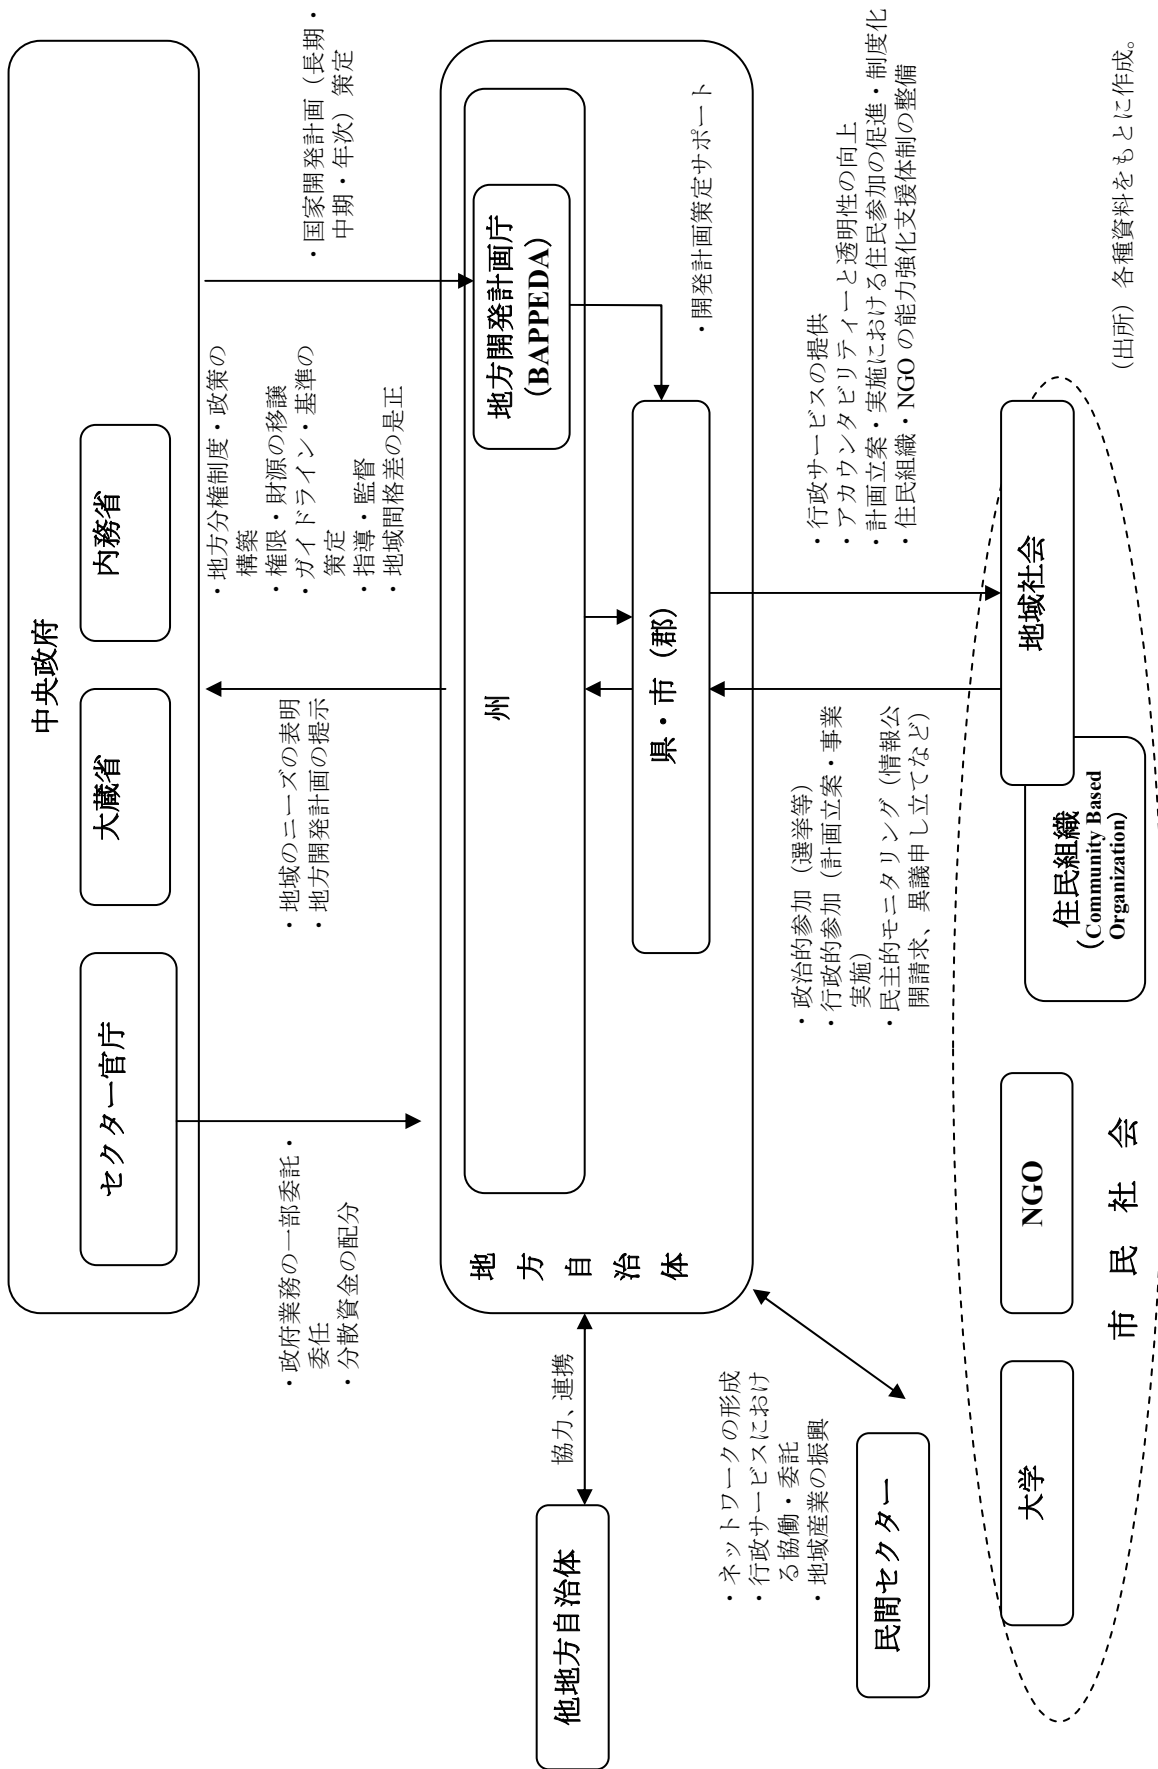 中央政府
セクター官庁
大蔵省
内務省
・政府業務の一部委託・
委任
・分散資金の配分
・地域のニーズの表明
・地方開発計画の提示
・地方分権制度・政策の
構築
・権限・財源の移譲
・ガイドライン・基準の
策定
・指導・監督
・地域間格差の是正
・国家開発計画（長期・
中期・年次）策定
他地方自治体
協力、連携
地方自治体
州
地方開発計画庁
（BAPPEDA）
県・市（郡）
・開発計画策定サポート
・ネットワークの形成
・行政サービスにおけ
る協働・委託
・地域産業の振興
民間セクター
・政治的参加（選挙等）
・行政的参加（計画立案・事業
実施）
・民主的モニタリング（情報公
開請求、異議申し立てなど）
・行政サービスの提供
・アカウンタビリティーと透明性の向上
・計画立案・実施における住民参加の促進・制度化
・住民組織・NGOの能力強化支援体制の整備
大学
NGO
住民組織
（Community Based
Organization）
地域社会
市民社会
（出所）各種資料をもとに作成。